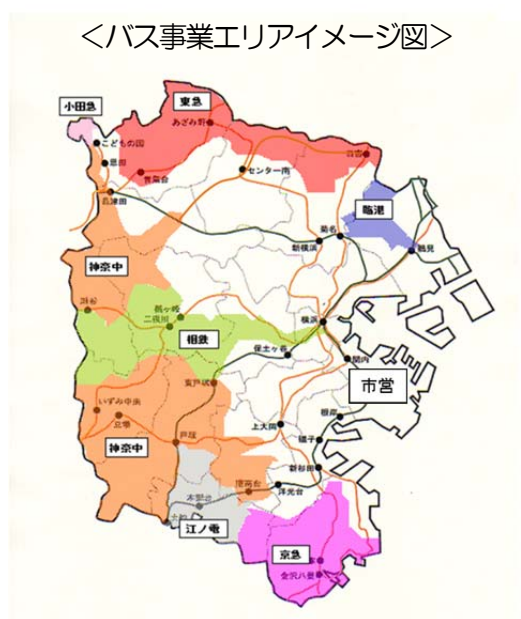 ＜バス事業エリアイメージ図＞
小田急
東急
あざみ野
こどもの国
恩田
青葉台
センター南
長津田
臨港
菊名
新横浜
鶴見
神奈中
鶴ヶ峰
二俣川
横浜
相鉄
保土ヶ谷
関内
東戸塚
市営
いずみ中央
立場
上大岡
根岸
戸塚
磯子
神奈中
新杉田
港南台
洋光台
本郷台
大船
江ノ電
京急
金沢八景